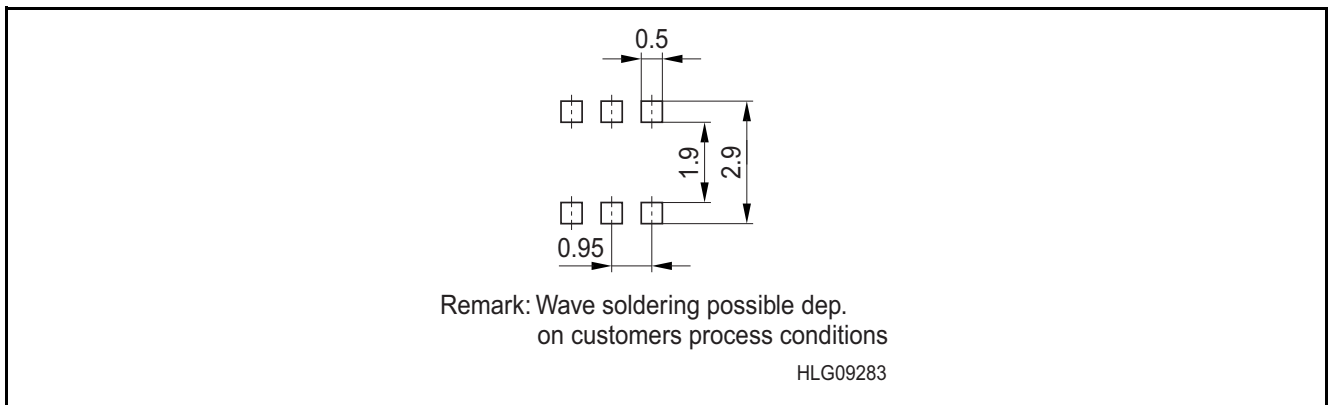 0.5
1.9
2.9
0.95
Remark: Wave soldering possible dep.
on customers process conditions
HLG09283